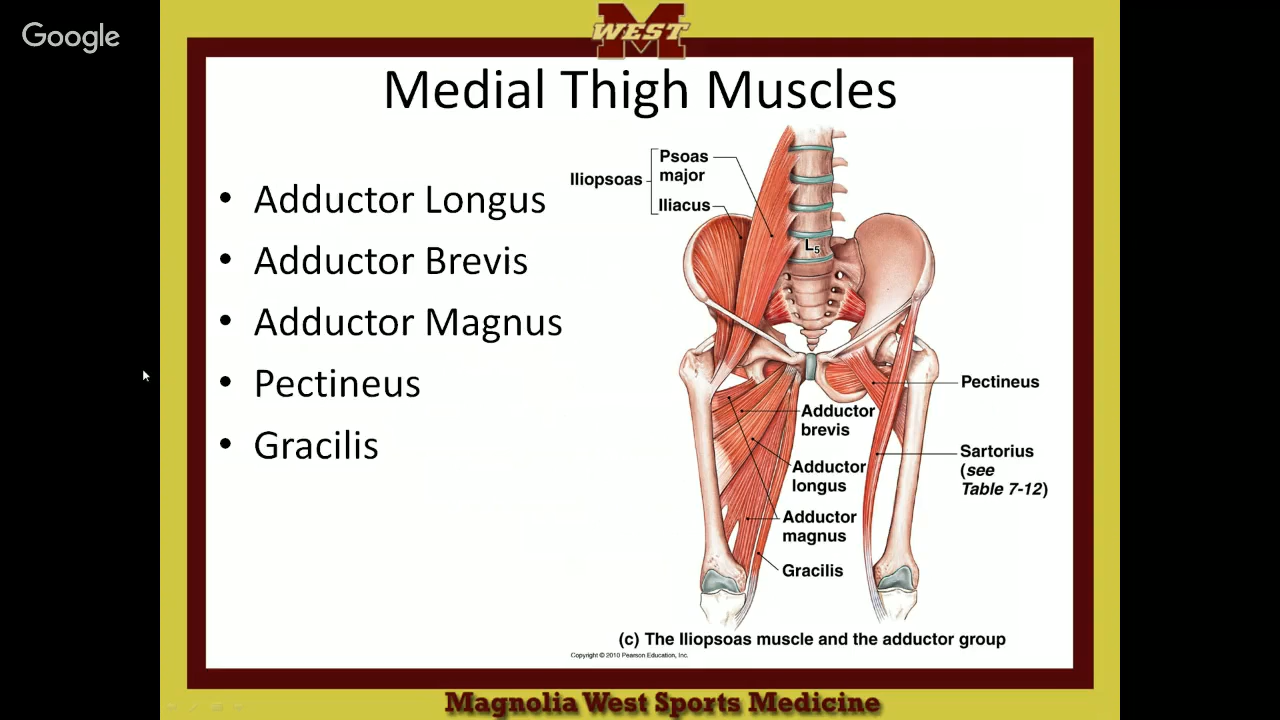 Google
M
WEST
Medial Thigh Muscles
• Adductor Longus
• Adductor Brevis
• Adductor Magnus
• Pectineus
• Gracilis
Iliopsoas
Psoas
major
Iliacus
L5
Pectineus
Adductor
brevis
Sartorius
(see
Table 7-12)
Adductor
longus
Adductor
magnus
Gracilis
(c) The Iliopsoas muscle and the adductor group
Copyright © 2010 Pearson Education, Inc.
Magnolia West Sports Medicine